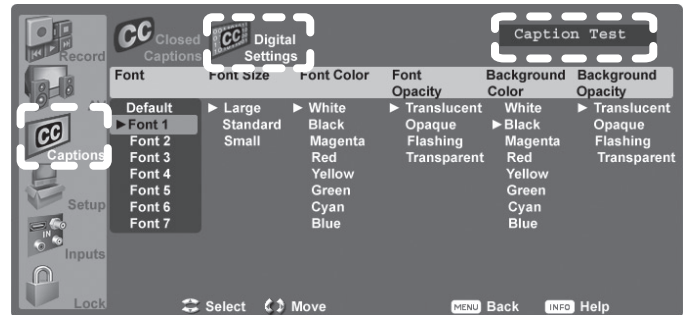 Record
CC Closed Captions
CC Digital Settings
Caption Test
Font Font Size Font Color Font Opacity Background Color Background Opacity
Default ► Large ► White ► Translucent White ► Translucent
► Font 1 Standard Black Opaque ► Black Opaque
Font 2 Small Magenta Flashing Magenta Flashing
Font 3 Red Transparent Red Transparent
Font 4 Yellow Yellow
Font 5 Green Green
Font 6 Cyan Cyan
Font 7 Blue Blue
CC Captions
Setup
IN
Inputs
Lock
Select Move MENU Back INFO Help